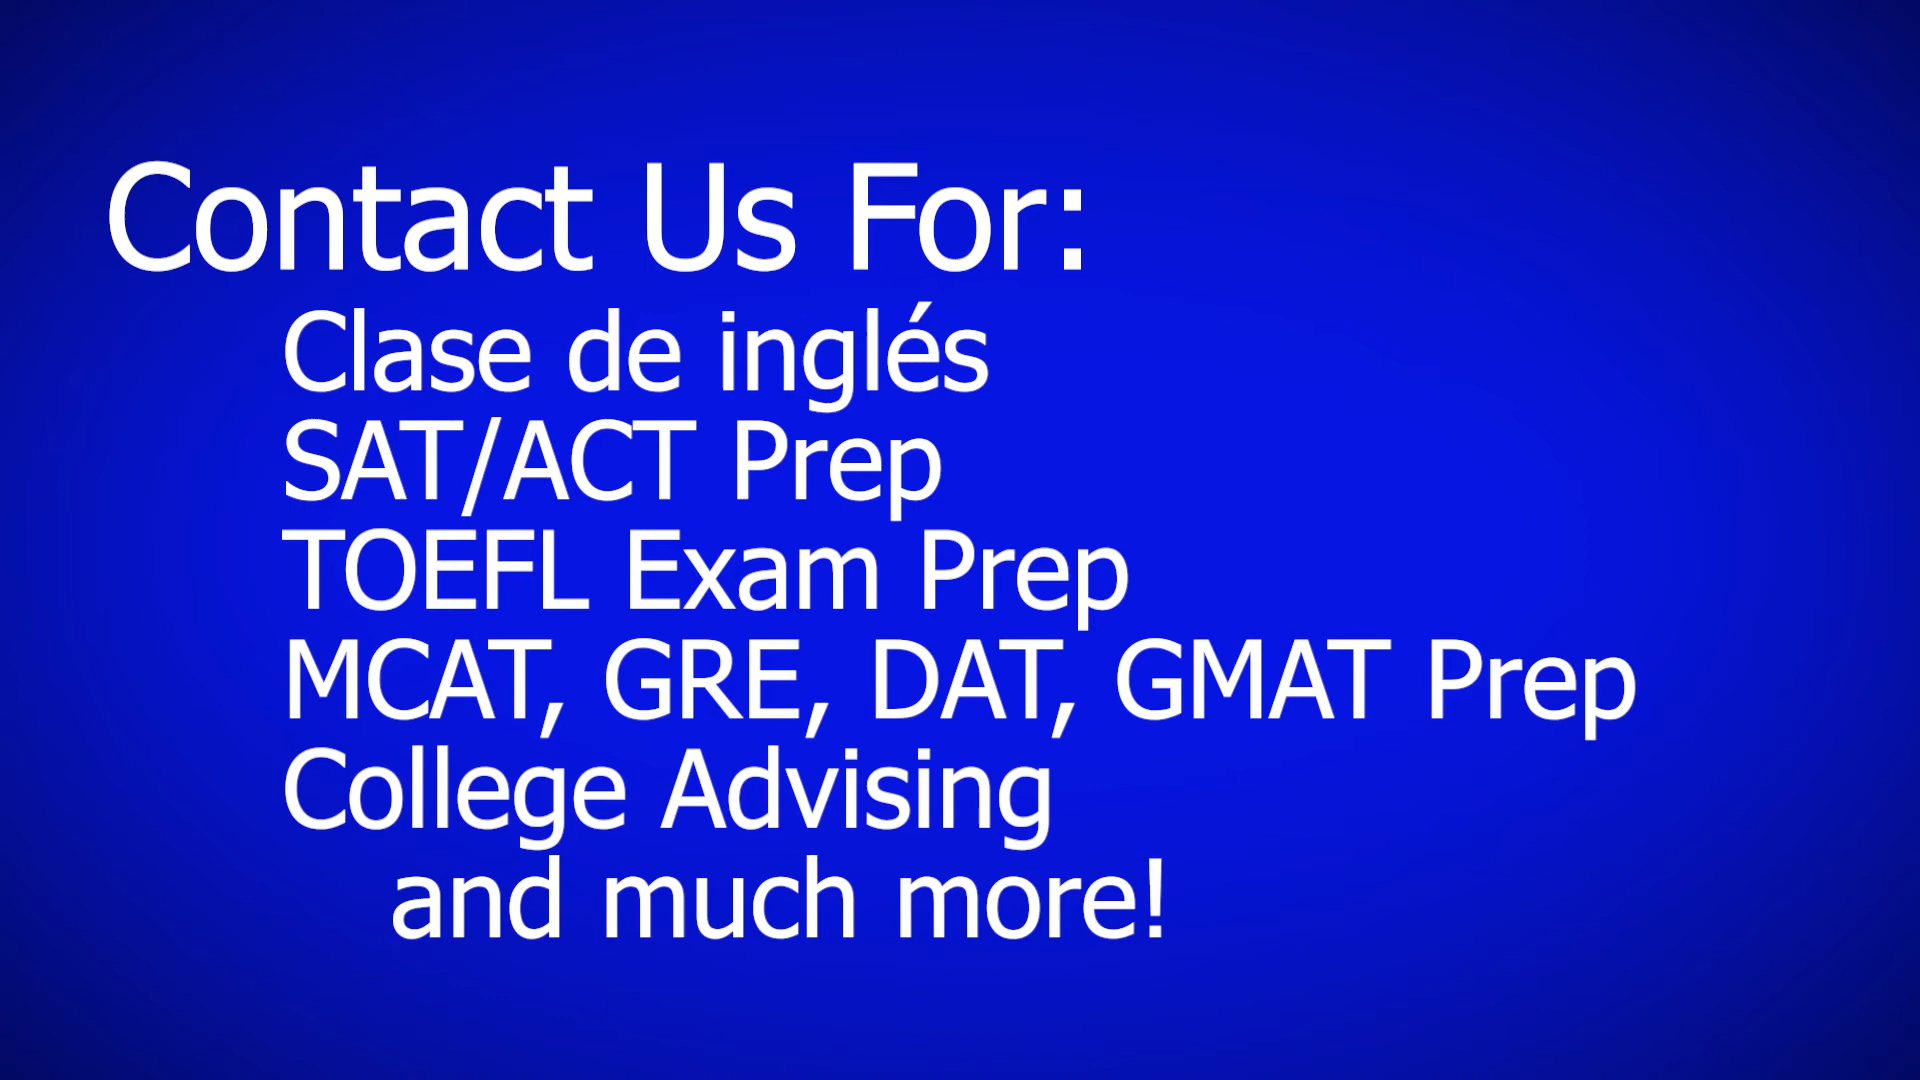 Contact Us For:
Clase de inglés
SAT/ACT Prep
TOEFL Exam Prep
MCAT, GRE, DAT, GMAT Prep
College Advising
and much more!